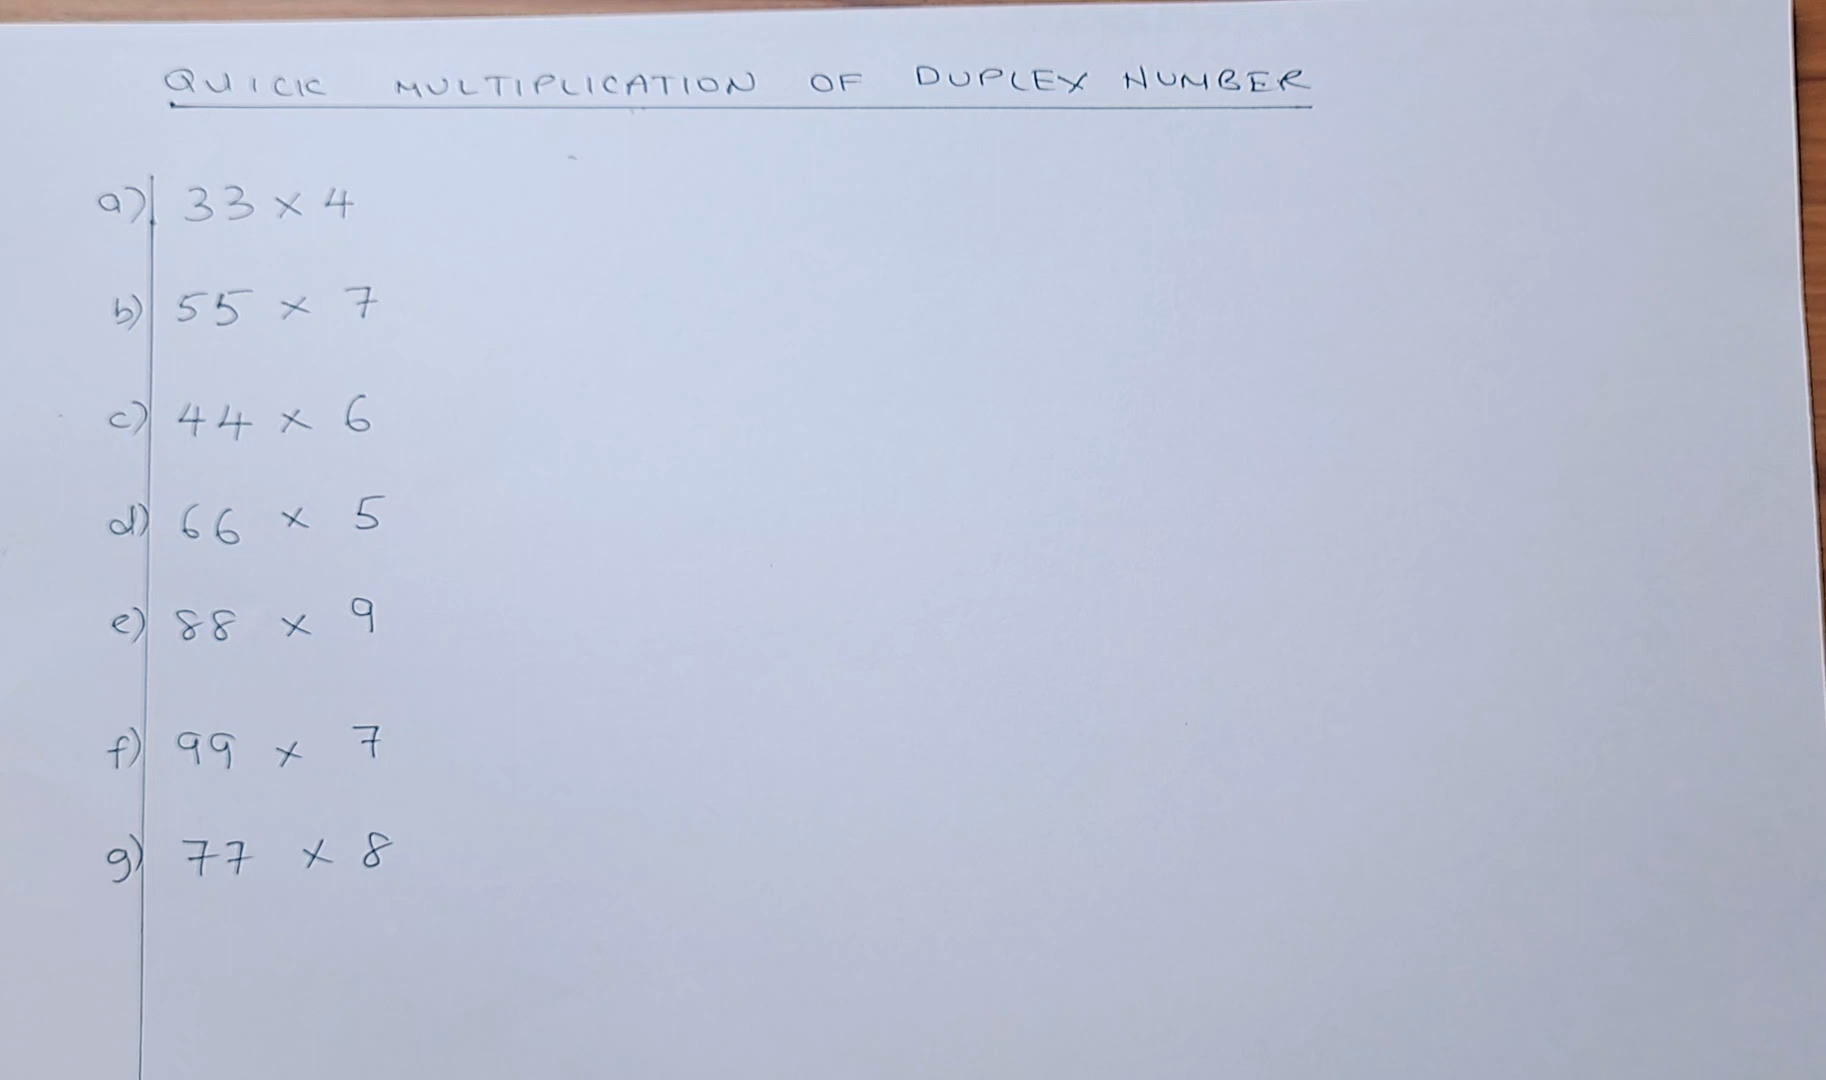 QUICK MULTIPLICATION OF DUPLEX NUMBER
a) 33 × 4
b) 55 × 7
c) 44 × 6
d) 66 × 5
e) 88 × 9
f) 99 × 7
g) 77 × 8